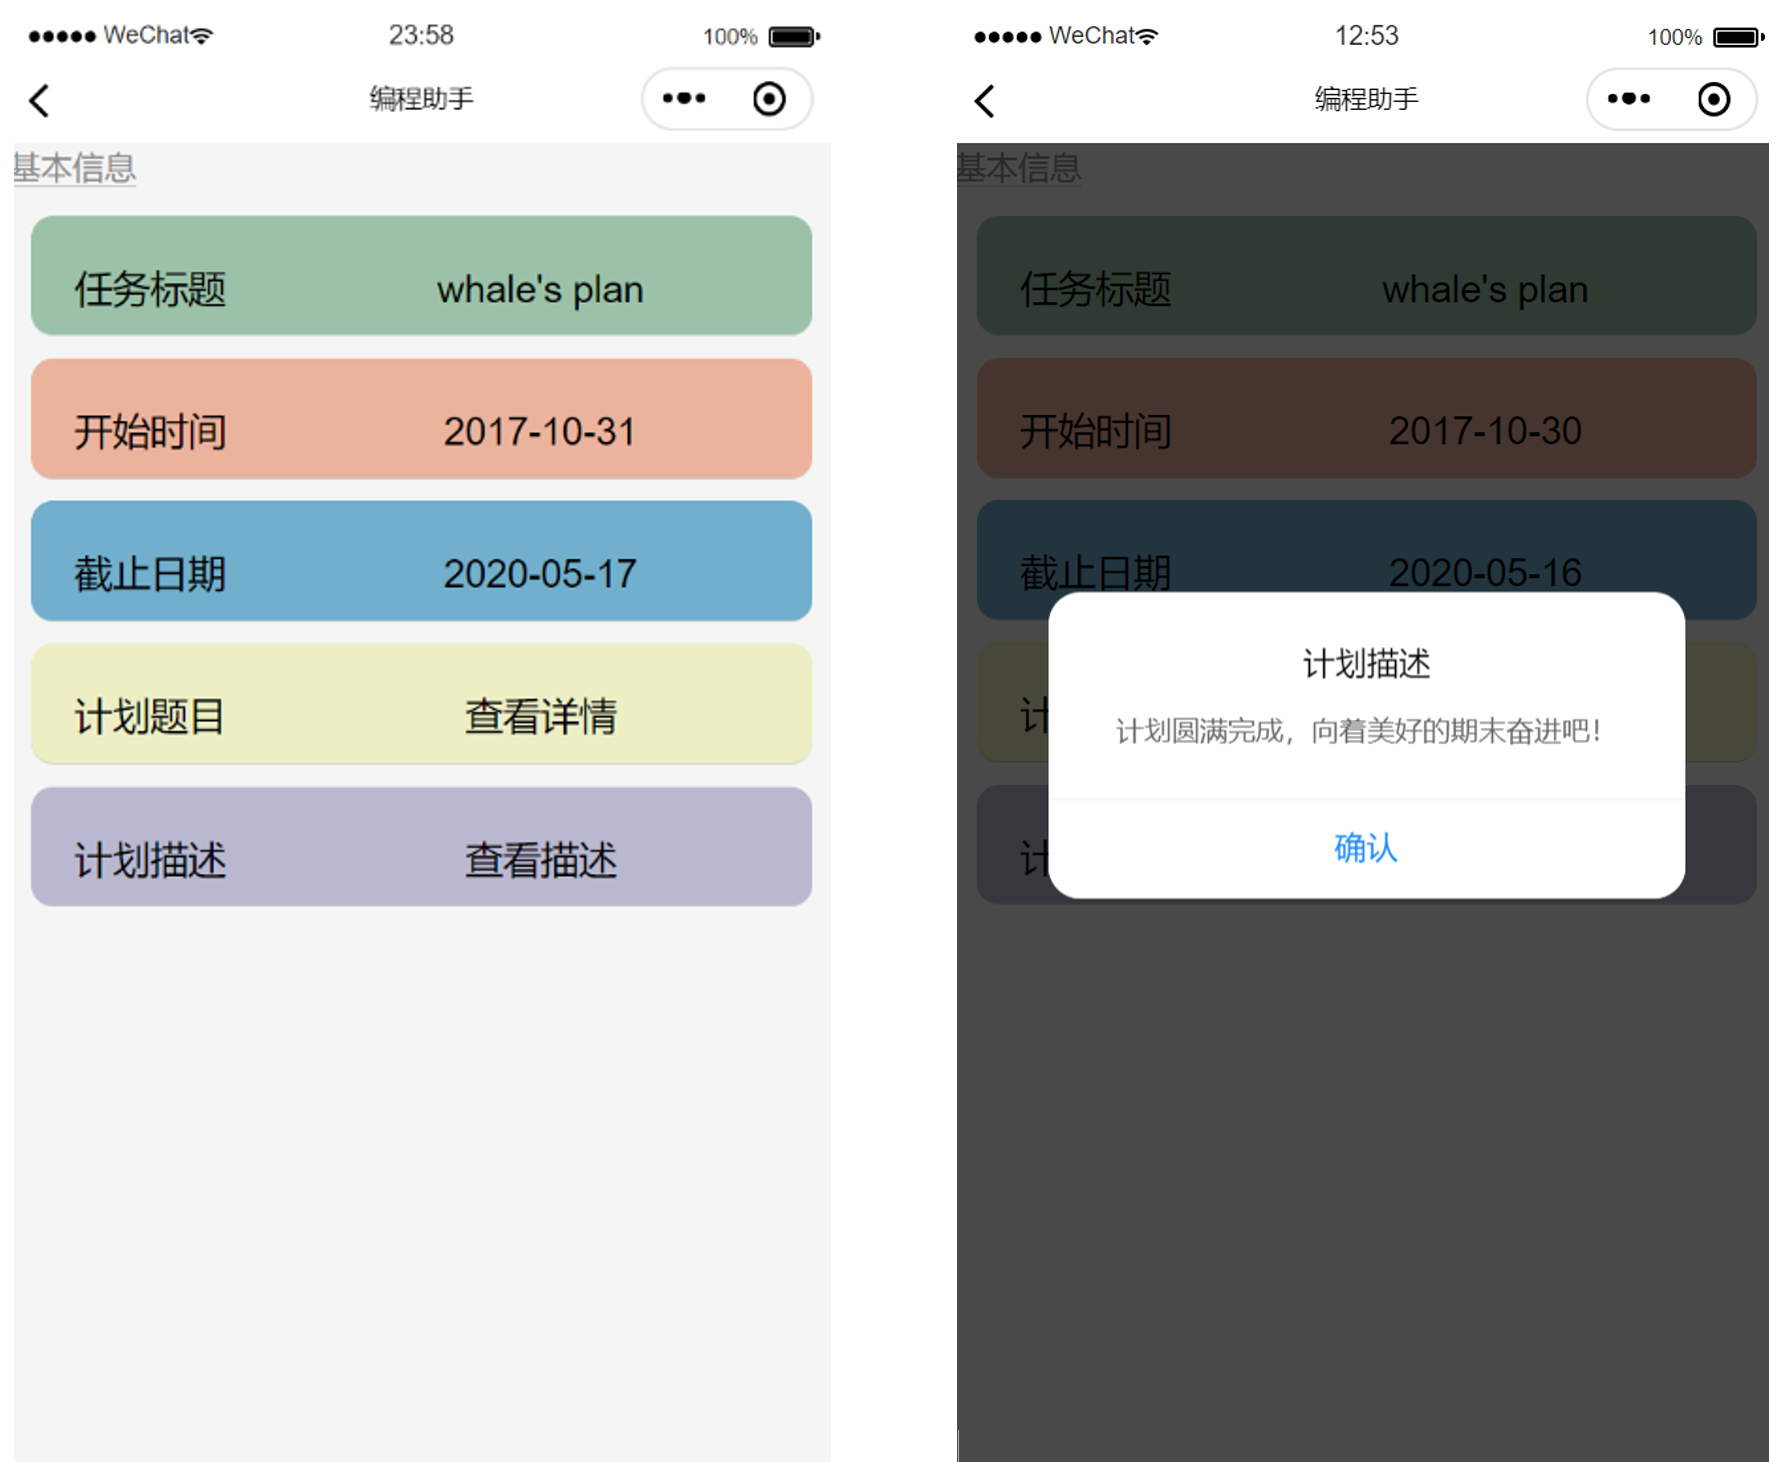 WeChat
23:58
100%
编程助手
基本信息
任务标题 whale's plan
开始时间 2017-10-31
截止日期 2020-05-17
计划题目 查看详情
计划描述 查看描述
WeChat
12:53
100%
编程助手
基本信息
任务标题 whale's plan
开始时间 2017-10-30
截止日期 2020-05-16
计
计
计划描述
计划圆满完成，向着美好的期末奋进吧！
确认